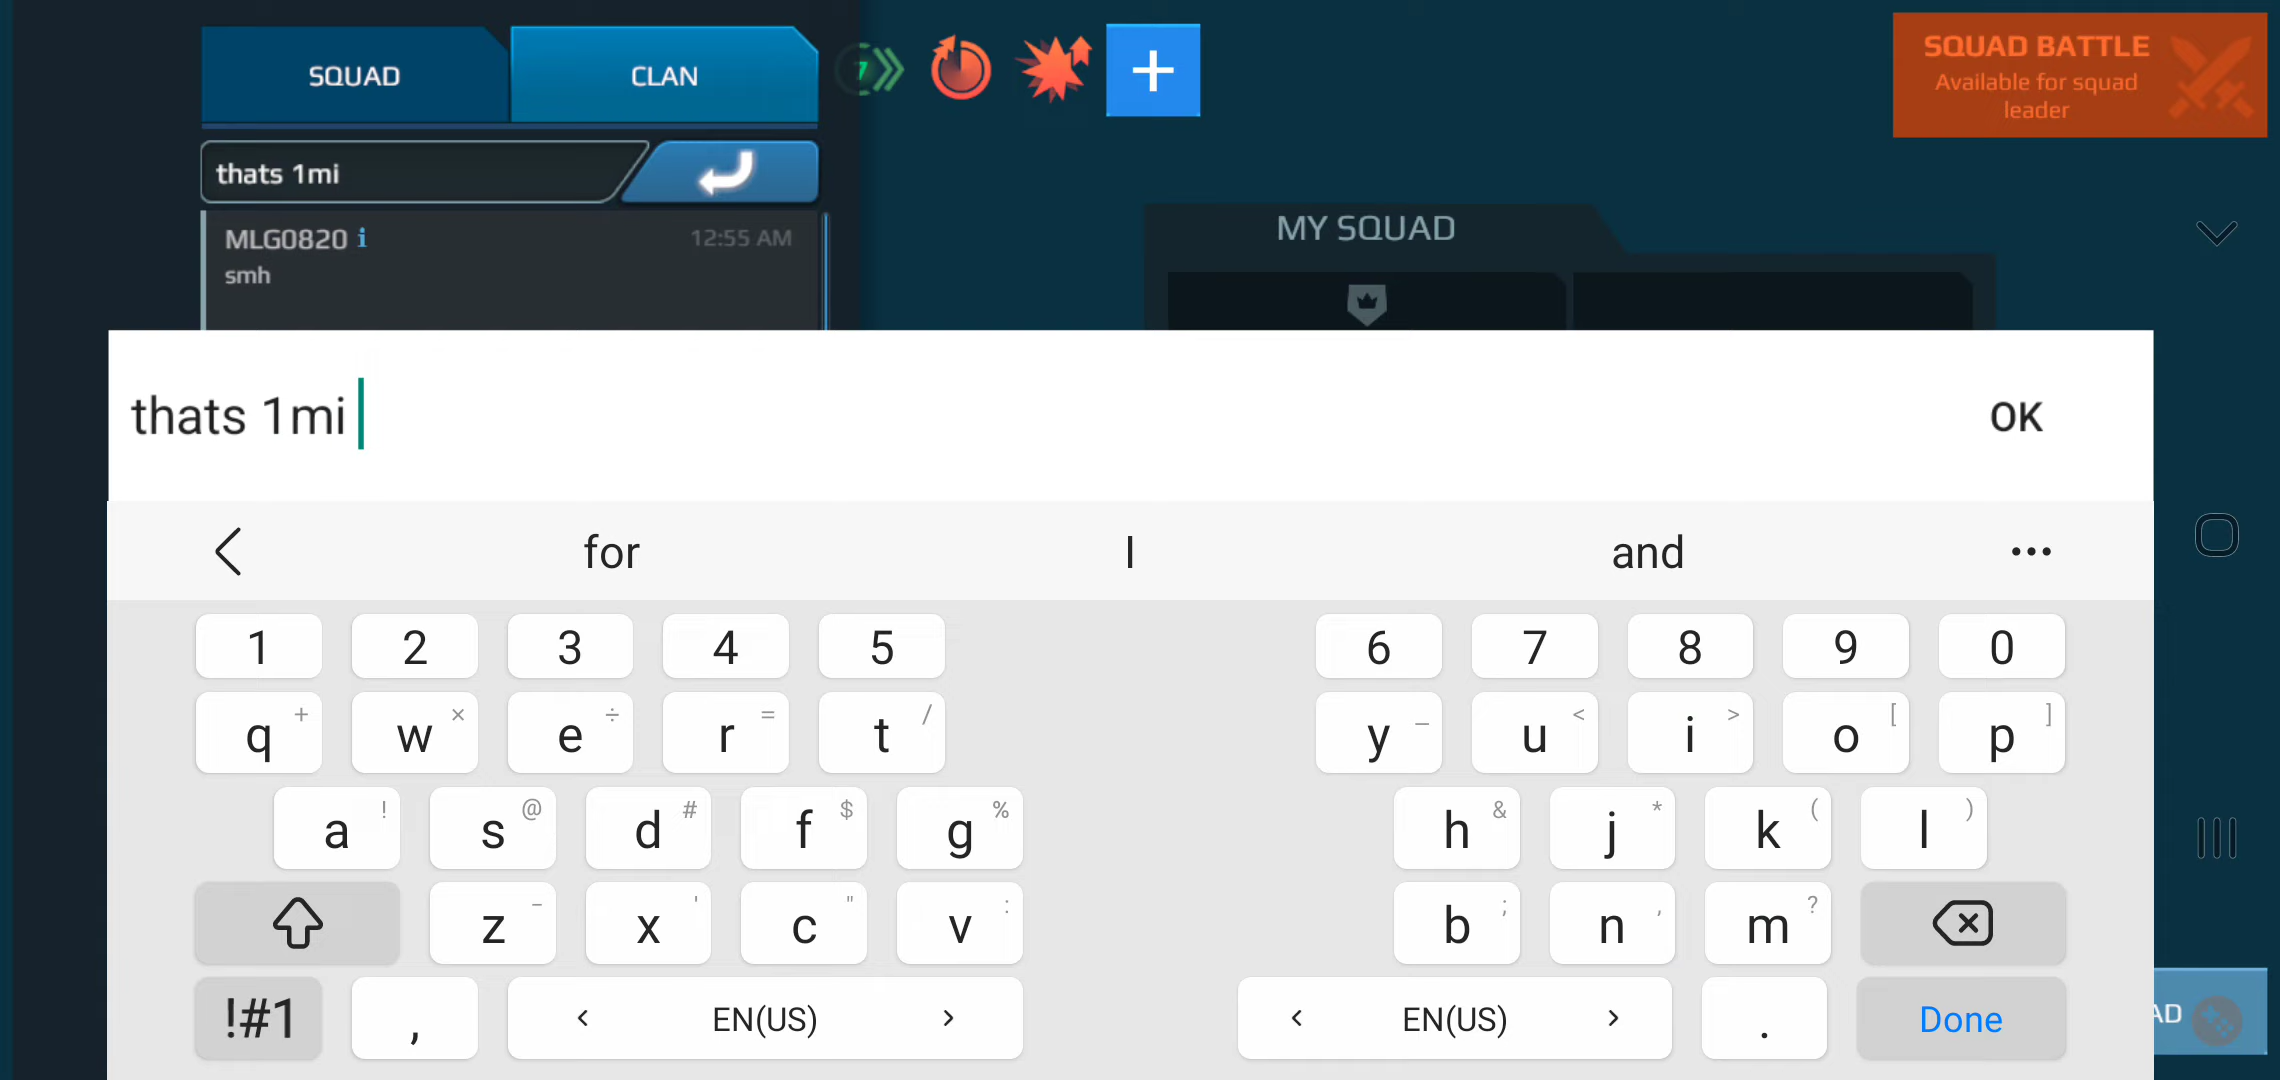 SQUAD
CLAN
7
SQUAD BATTLE
Available for squad
leader
thats 1mi
MLG0820 i
12:55 AM
smh
MY SQUAD
thats 1mi
OK
for
I
and
1 2 3 4 5 6 7 8 9 0
q + w × e ÷ r = t / y _ u < i > o [ p ]
a ! s @ d # f $ g % h & j * k ( l )
z - x ' c " v : b ; n , m ?
!#1 , < EN(US) > < EN(US) > . Done
AD